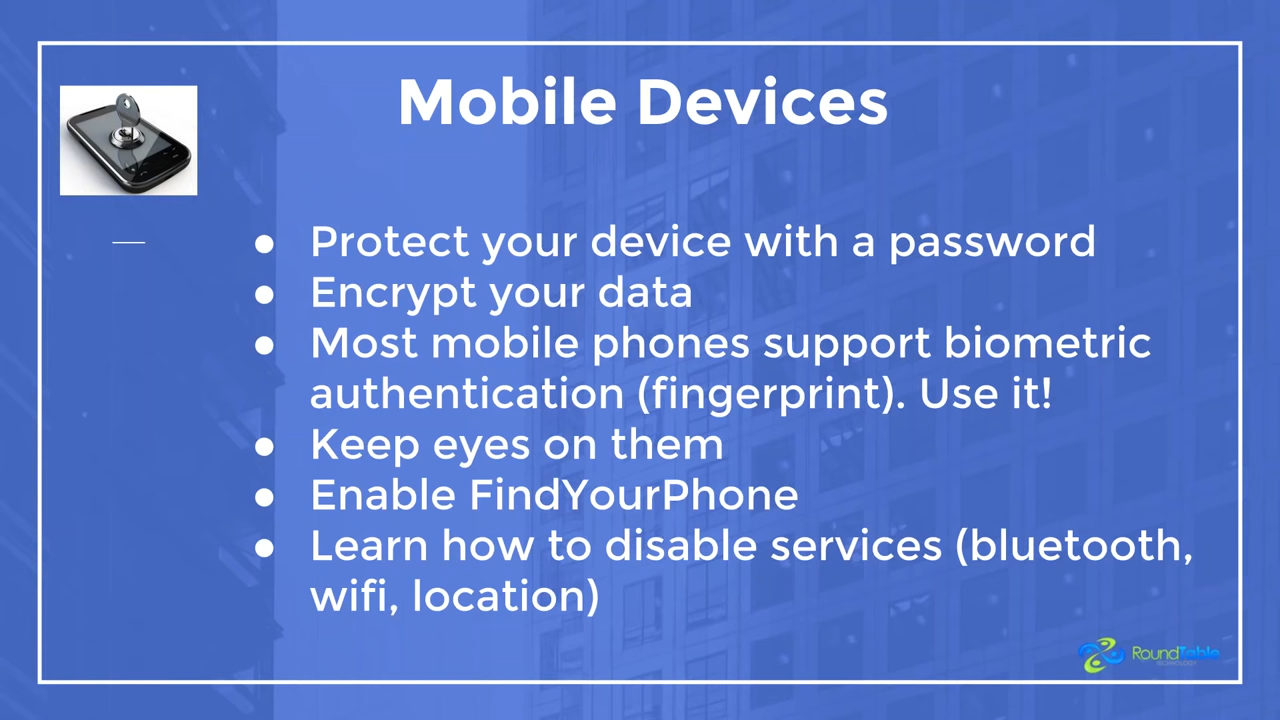 Mobile Devices
● Protect your device with a password
● Encrypt your data
● Most mobile phones support biometric
authentication (fingerprint). Use it!
● Keep eyes on them
● Enable FindYourPhone
● Learn how to disable services (bluetooth,
wifi, location)
RoundTable
TECHNOLOGY